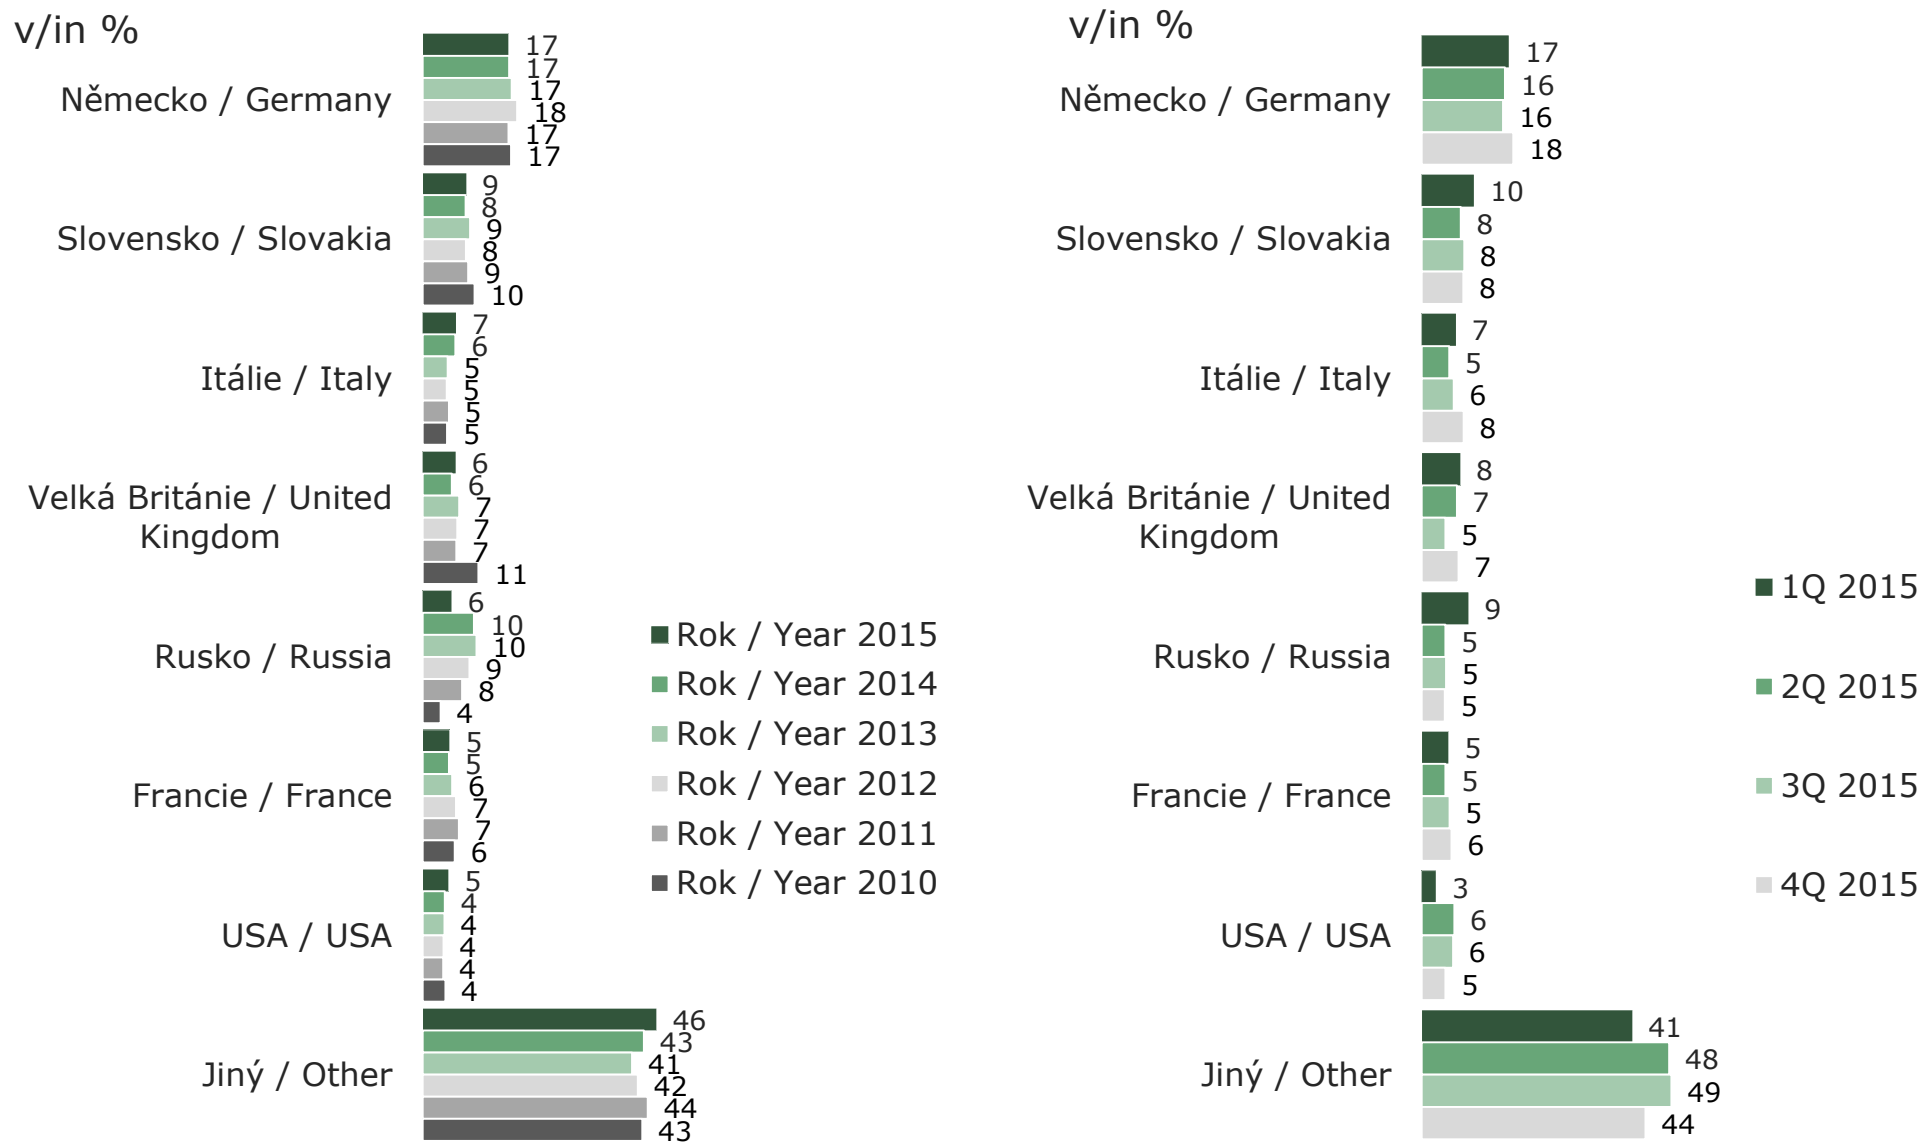 v/in %
Německo / Germany
17
17
17
18
17
17
Slovensko / Slovakia
9
8
9
8
9
10
Itálie / Italy
7
6
5
5
5
5
Velká Británie / United
Kingdom
6
6
7
7
7
11
Rusko / Russia
6
10
10
9
8
4
Francie / France
5
5
6
7
7
6
USA / USA
5
4
4
4
4
4
Jiný / Other
46
43
41
42
44
43
Rok / Year 2015
Rok / Year 2014
Rok / Year 2013
Rok / Year 2012
Rok / Year 2011
Rok / Year 2010
v/in %
Německo / Germany
17
16
16
18
Slovensko / Slovakia
10
8
8
8
Itálie / Italy
7
5
6
8
Velká Británie / United
Kingdom
8
7
5
7
Rusko / Russia
9
5
5
5
Francie / France
5
5
5
6
USA / USA
3
6
6
5
Jiný / Other
41
48
49
44
1Q 2015
2Q 2015
3Q 2015
4Q 2015